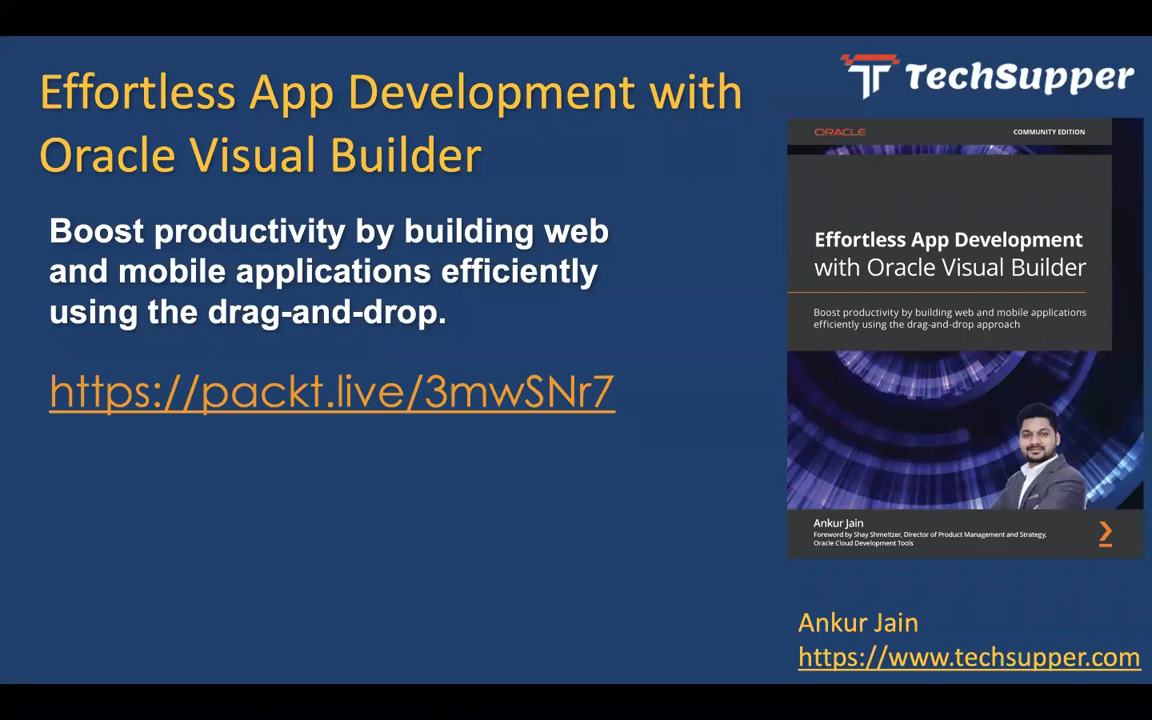 Effortless App Development with
Oracle Visual Builder
TechSupper
Boost productivity by building web
and mobile applications efficiently
using the drag-and-drop.
https://packt.live/3mwSNr7
ORACLE
COMMUNITY EDITION
Effortless App Development
with Oracle Visual Builder
Boost productivity by building web and mobile applications
efficiently using the drag-and-drop approach
Ankur Jain
Foreword by Shay Shmeltzer, Director of Product Management and Strategy,
Oracle Cloud Development Tools
Ankur Jain
https://www.techsupper.com